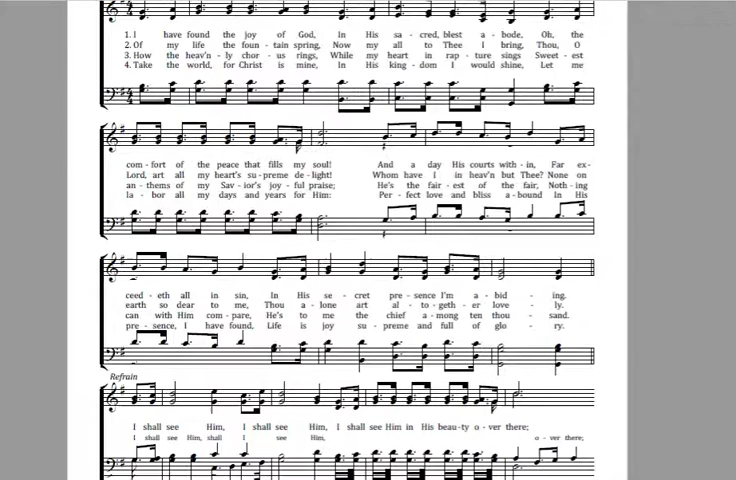 1. I have found the joy of God, In His sa - cred, blest a - bode, Oh, the
2. Of my life the foun - tain spring, Now my all to Thee I bring, Thou, O
3. How the heav'n - ly chor - us rings, While my heart in rap - ture sings Sweet - est
4. Take the world, for Christ is mine, In His king - dom I would shine, Let me
com - fort of the peace that fills my soul! And a day His courts with - in, Far ex -
Lord, art all my heart's su - preme de - light! Whom have I in heav'n but Thee? None on
an - thems of my Sav - ior's joy - ful praise; He's the fair - est of the fair, Noth - ing
la - bor all my days and years for Him: Per - fect love and bliss a - bound In His
ceed - eth all in sin, In His se - cret pre - sence I'm a - bid - ing.
earth so dear to me, Thou a - lone art al - to - geth - er love - ly.
can with Him com - pare, He's to me the chief a - mong ten thou - sand.
pre - sence, I have found, Life is joy su - preme and full of glo - ry.
Refrain
I shall see Him, I shall see Him, I shall see Him in His beau - ty o - ver there;
I shall see Him, shall I see Him, o - ver there;